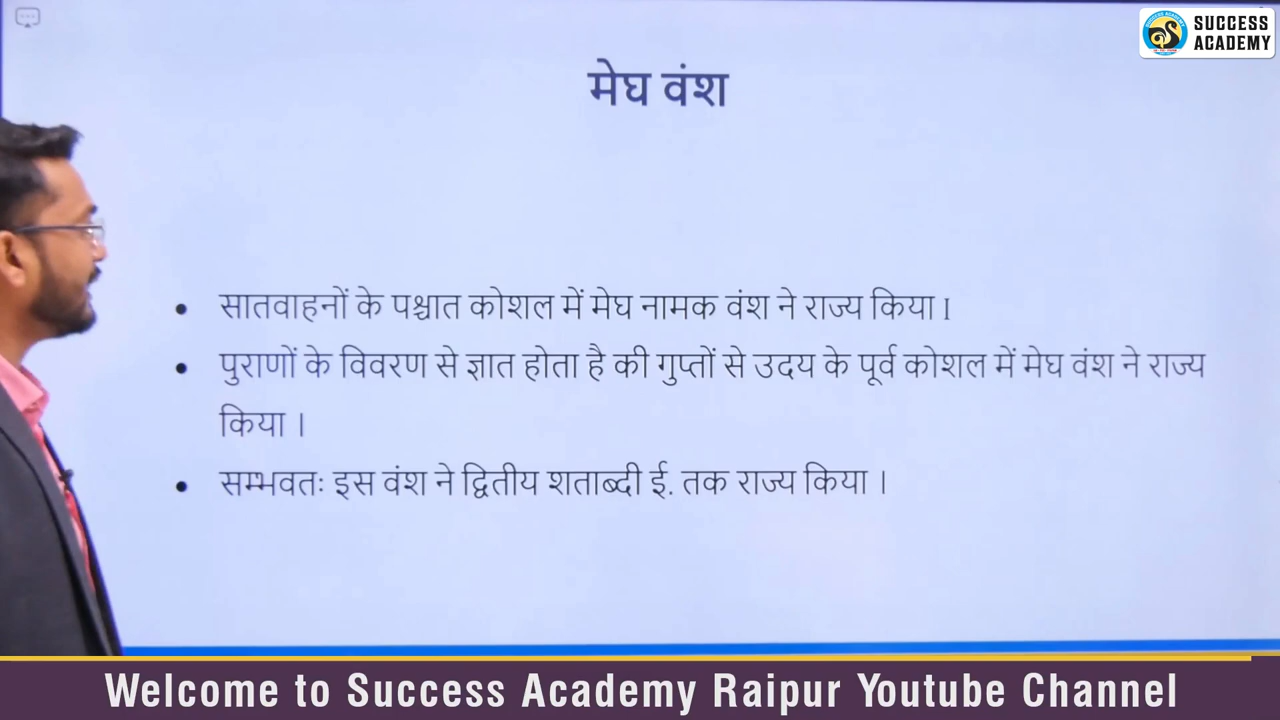 SUCCESS
ACADEMY
मेघ वंश
• सातवाहनों के पश्चात कोशल में मेघ नामक वंश ने राज्य किया I
• पुराणों के विवरण से ज्ञात होता है की गुप्तों से उदय के पूर्व कोशल में मेघ वंश ने राज्य
किया ।
• सम्भवतः इस वंश ने द्वितीय शताब्दी ई. तक राज्य किया ।
Welcome to Success Academy Raipur Youtube Channel